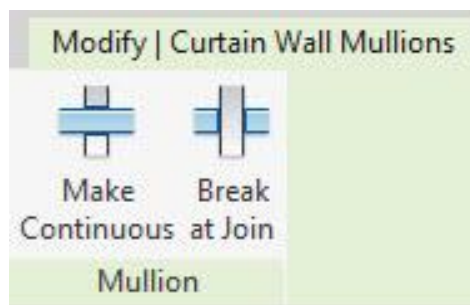 Modify | Curtain Wall Mullions
Make Continuous
Break at Join
Mullion